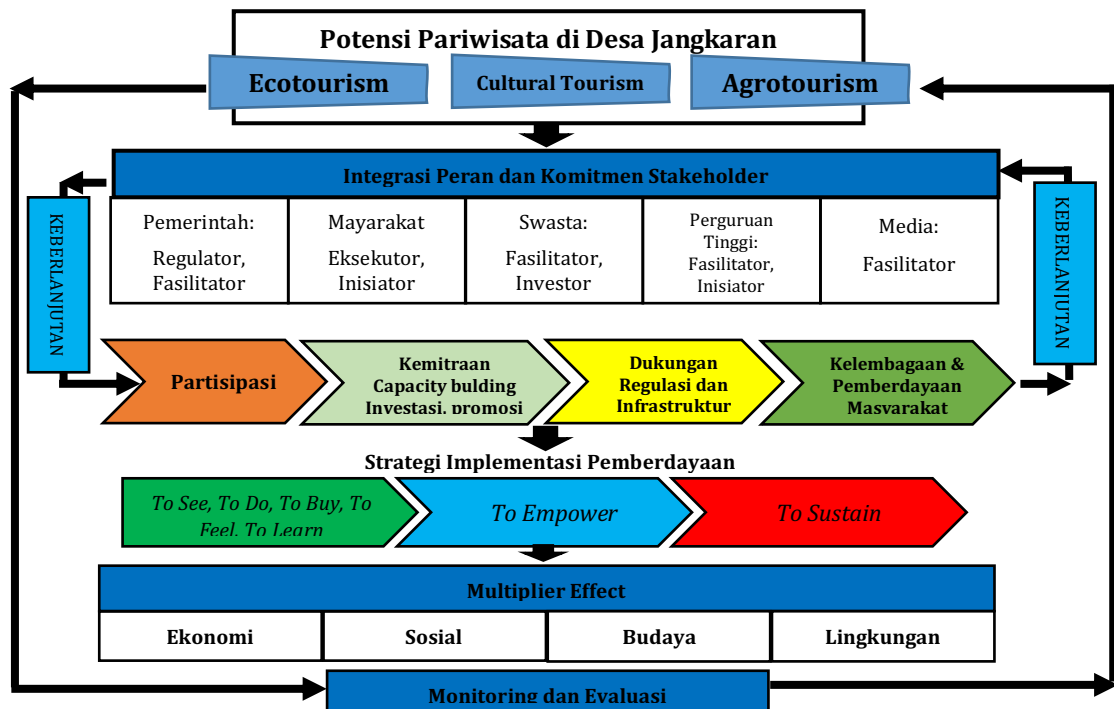 Potensi Pariwisata di Desa Jangkaran
Ecotourism
Cultural Tourism
Agrotourism
Integrasi Peran dan Komitmen Stakeholder
Pemerintah:
Regulator,
Fasilitator
Mayarakat
Eksekutor,
Inisiator
Swasta:
Fasilitator,
Investor
Perguruan
Tinggi:
Fasilitator,
Inisiator
Media:
Fasilitator
KEBERLANJUTAN
KEBERLANJUTAN
Partisipasi
Kemitraan
Capacity bulding
Investasi, promosi
Dukungan
Regulasi dan
Infrastruktur
Kelembagaan &
Pemberdayaan
Masyarakat
Strategi Implementasi Pemberdayaan
To See, To Do, To Buy, To
Feel, To Learn
To Empower
To Sustain
Multiplier Effect
Ekonomi
Sosial
Budaya
Lingkungan
Monitoring dan Evaluasi